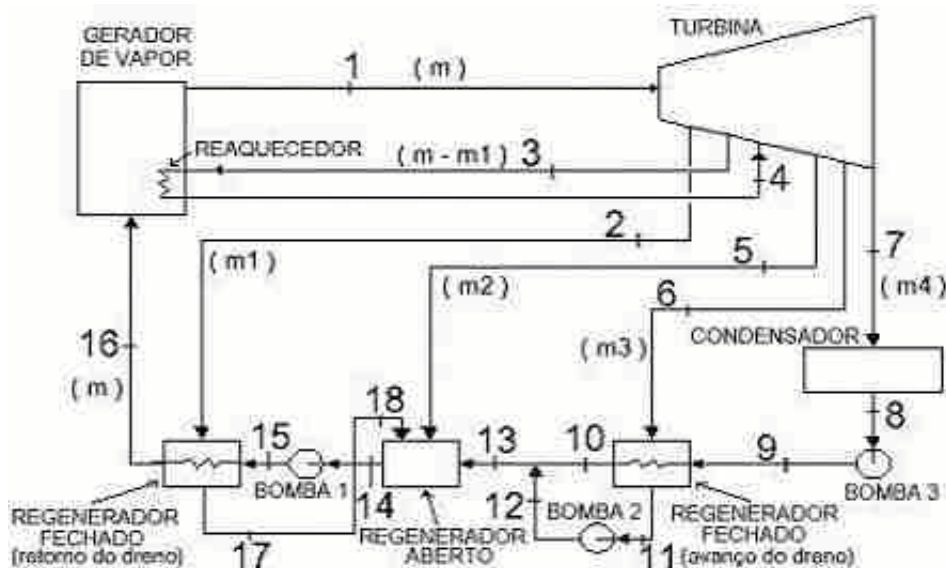 GERADOR
DE VAPOR
TURBINA
1
( m )
REAQUECEDOR
( m - m1 )
3
4
2
( m1 )
5
( m2 )
6
7
( m4 )
( m3 )
CONDENSADOR
16
( m )
8
18
15
13
10
9
BOMBA 1
14
12
BOMBA 2
BOMBA 3
REGENERADOR
FECHADO
(retorno do dreno)
17
REGENERADOR
ABERTO
11
REGENERADOR
FECHADO
(avanço do dreno)